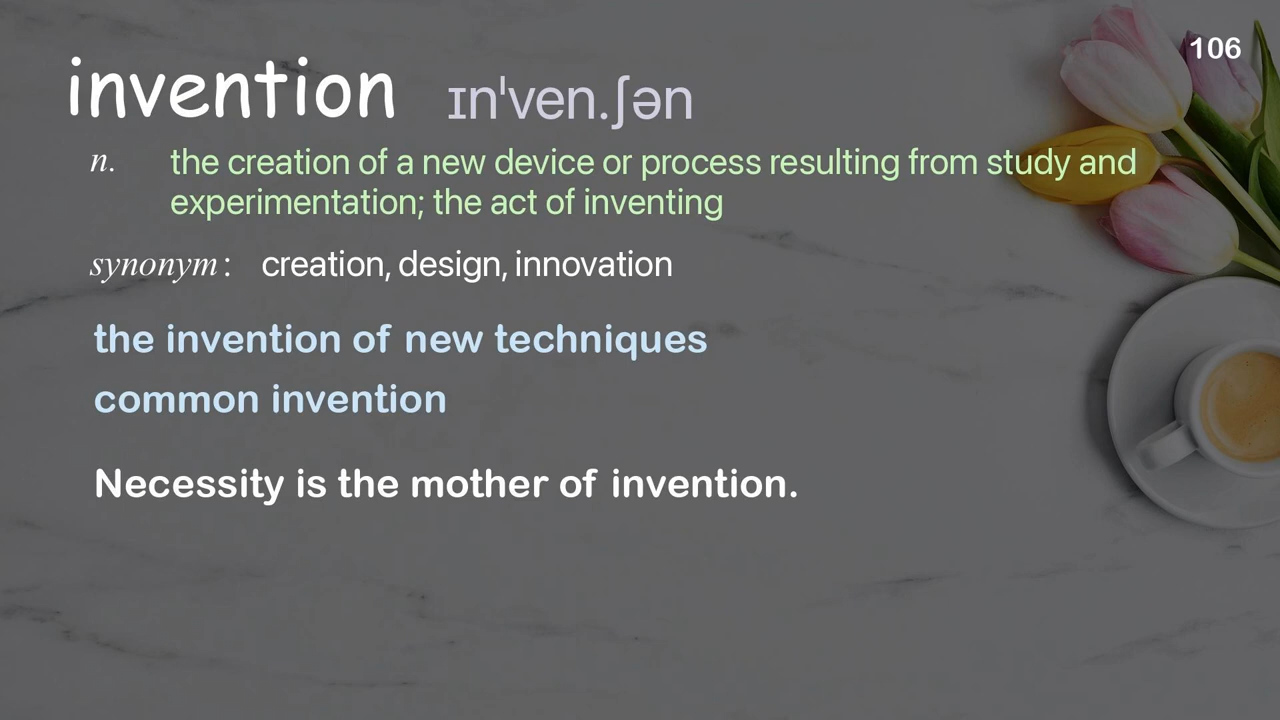 106
invention ɪnˈven.ʃən
n. the creation of a new device or process resulting from study and
experimentation; the act of inventing
synonym: creation, design, innovation
the invention of new techniques
common invention
Necessity is the mother of invention.